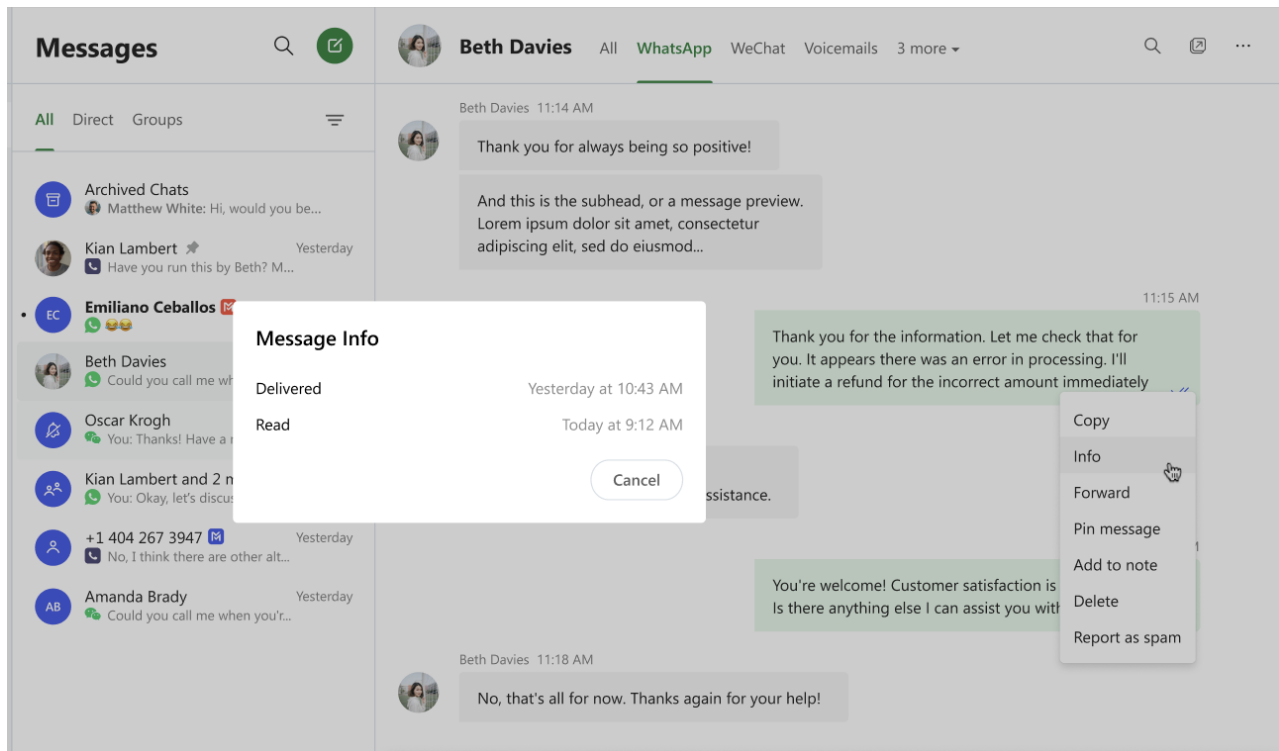 Messages
All Direct Groups
Archived Chats
Matthew White: Hi, would you be...
Kian Lambert Yesterday
Have you run this by Beth? M...
EC
Emiliano Ceballos
Beth Davies
Could you call me wh
Oscar Krogh
You: Thanks! Have a
Kian Lambert and 2
You: Okay, let's discus
+1 404 267 3947 Yesterday
No, I think there are other alt...
AB
Amanda Brady Yesterday
Could you call me when you'r...
Beth Davies All WhatsApp WeChat Voicemails 3 more
Beth Davies 11:14 AM
Thank you for always being so positive!
And this is the subhead, or a message preview.
Lorem ipsum dolor sit amet, consectetur
adipiscing elit, sed do eiusmod...
11:15 AM
Thank you for the information. Let me check that for
you. It appears there was an error in processing. I'll
initiate a refund for the incorrect amount immediately
ssistance.
You're welcome! Customer satisfaction is
Is there anything else I can assist you with
Beth Davies 11:18 AM
No, that's all for now. Thanks again for your help!
Message Info
Delivered Yesterday at 10:43 AM
Read Today at 9:12 AM
Cancel
Copy
Info
Forward
Pin message
Add to note
Delete
Report as spam